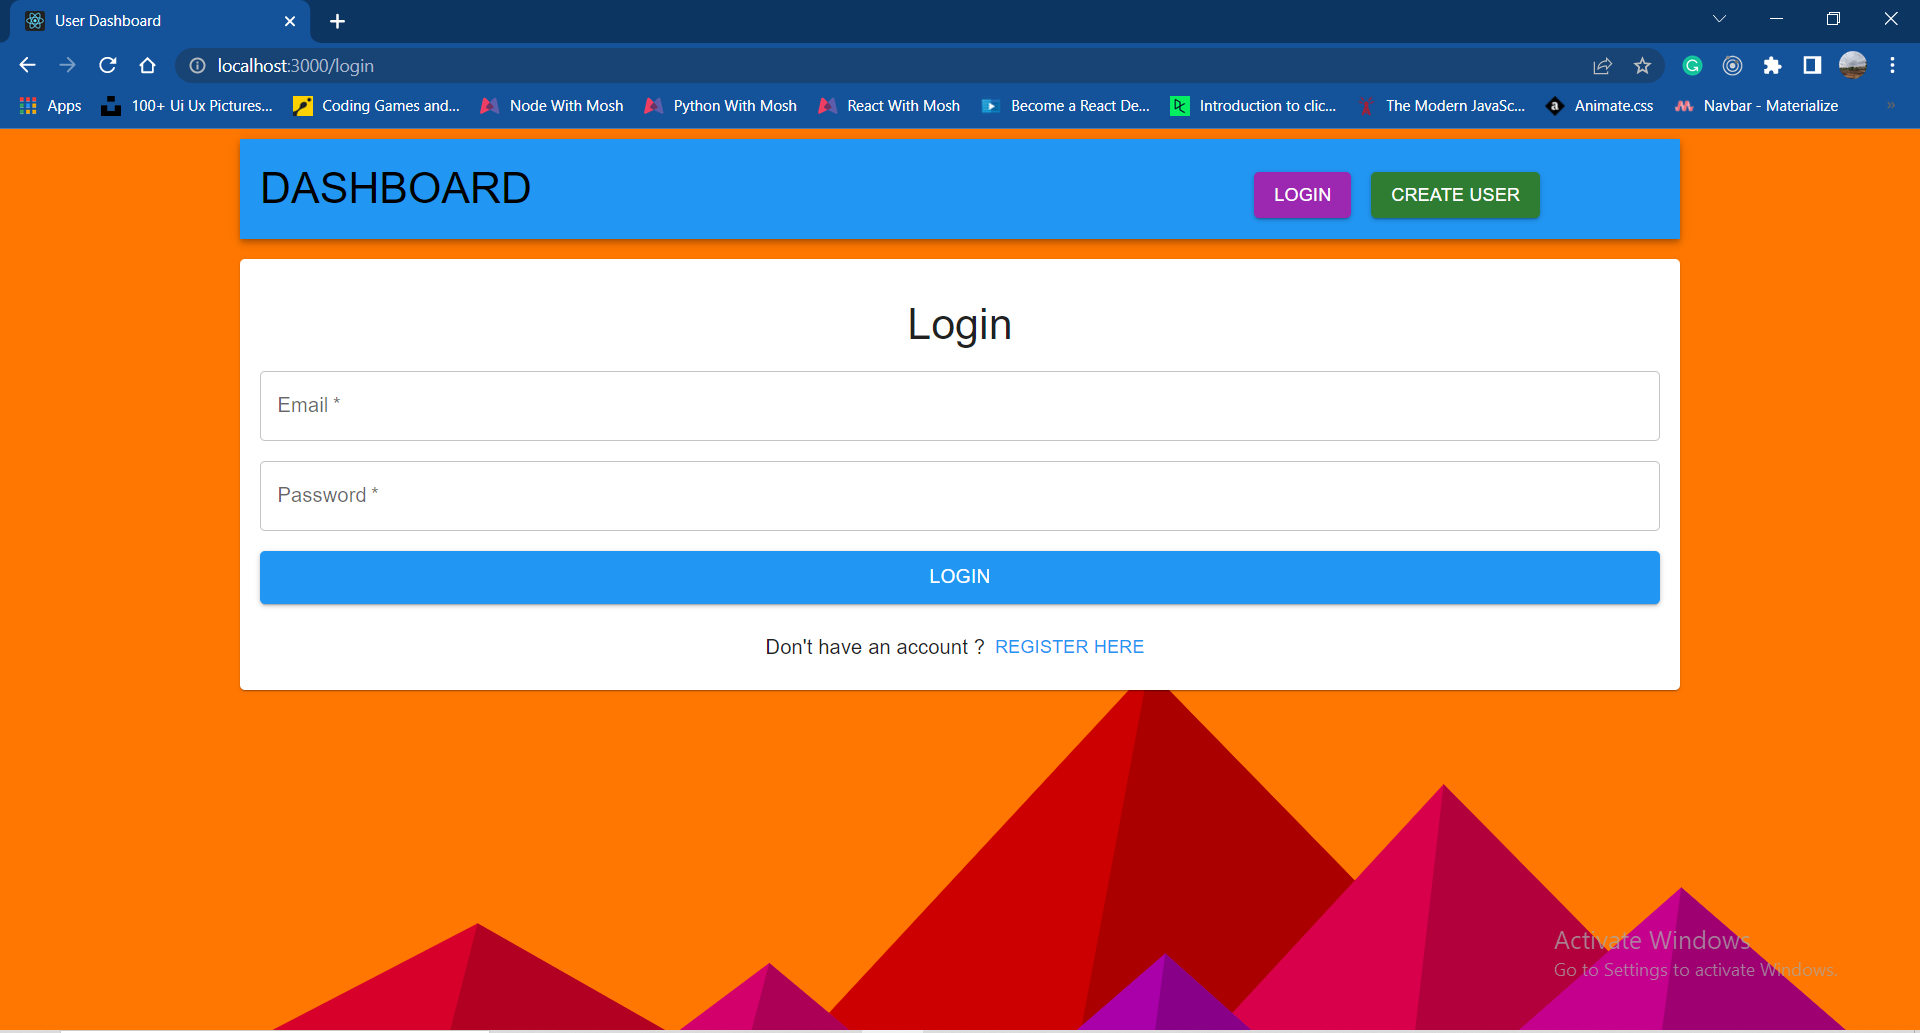 User Dashboard
localhost:3000/login
Apps 100+ Ui Ux Pictures... Coding Games and... Node With Mosh Python With Mosh React With Mosh Become a React De... Introduction to clic... The Modern JavaSc... Animate.css Navbar - Materialize »
DASHBOARD LOGIN CREATE USER
Login
Email *
Password *
LOGIN
Don't have an account ? REGISTER HERE
Activate Windows
Go to Settings to activate Windows.